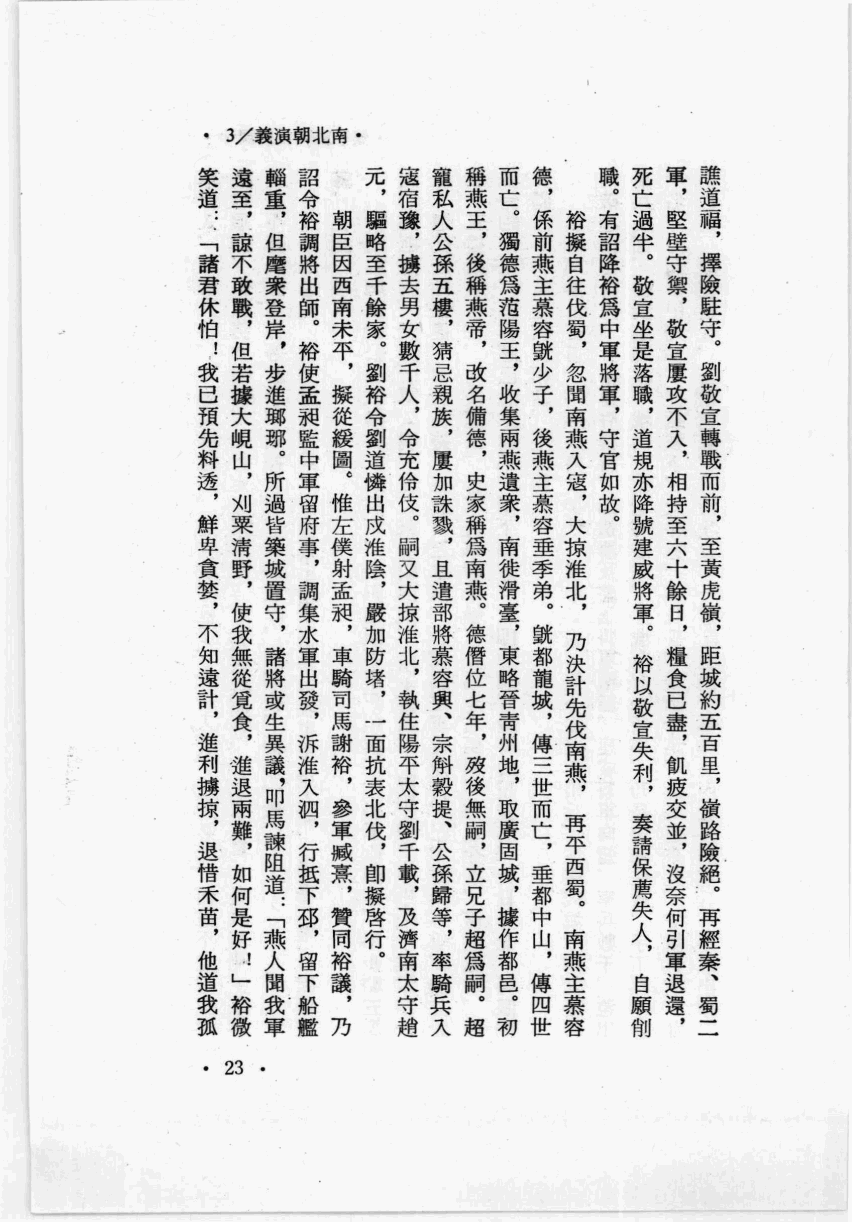 ·南北朝演義/3·
譙道福，擇險駐守。劉敬宣轉戰而前，至黃虎嶺，距城約五百里，嶺路險絕。再經秦、蜀二
軍，堅壁守禦，敬宣屢攻不入，相持至六十餘日，糧食已盡，飢疲交並，沒奈何引軍退還，
死亡過半。敬宣坐是落職，道規亦降號建威將軍。裕以敬宣失利，奏請保薦失人，自願削
職。有詔降裕爲中軍將軍，守官如故。
裕擬自往伐蜀，忽聞南燕入寇，大掠淮北，乃決計先伐南燕，再平西蜀。南燕主慕容
德，係前燕主慕容皝少子，後燕主慕容垂季弟。皝都龍城，傳三世而亡，垂都中山，傳四世
而亡。獨德爲范陽王，收集兩燕遺衆，南徙滑臺，東略晉青州地，取廣固城，據作都邑。初
稱燕王，後稱燕帝，改名備德，史家稱爲南燕。德僭位七年，歿後無嗣，立兄子超爲嗣。超
寵私人公孫五樓，猜忌親族，屢加誅戮，且遣部將慕容興、宗斛穀提、公孫歸等，率騎兵入
寇宿豫，擄去男女數千人，令充伶伎。嗣又大掠淮北，執住陽平太守劉千載，及濟南太守趙
元，驅略至千餘家。劉裕令劉道憐出戍淮陰，嚴加防堵，一面抗表北伐，卽擬啓行。
朝臣因西南未平，擬從緩圖。惟左僕射孟昶，車騎司馬謝裕，參軍臧熹，贊同裕議，乃
詔令裕調將出師。裕使孟昶監中軍留府事，調集水軍出發，泝淮入泗，行抵下邳，留下船艦
輜重，但麾衆登岸，步進瑯琊。所過皆築城置守，諸將或生異議，叩馬諫阻道：「燕人聞我軍
遠至，諒不敢戰，但若據大峴山，刈粟清野，使我無從覓食，進退兩難，如何是好！」裕微
笑道：「諸君休怕！我已預先料透，鮮卑貪婪，不知遠計，進利擄掠，退惜禾苗，他道我孤
·23·